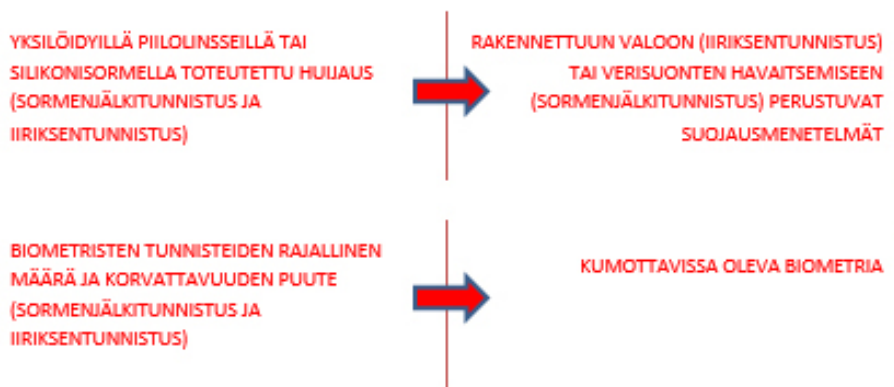 YKSILÖIDYILLÄ PIILOLINSSEILLÄ TAI
SILIKONISORMELLA TOTEUTETTU HUIJAUS
(SORMENJÄLKITUNNISTUS JA
IIRIKSENTUNNISTUS)
RAKENNETTUUN VALOON (IIRIKSENTUNNISTUS)
TAI VERISUONTEN HAVAITSEMISEEN
(SORMENJÄLKITUNNISTUS) PERUSTUVAT
SUOJAUSMENETELMÄT
BIOMETRISTEN TUNNISTEIDEN RAJALLINEN
MÄÄRÄ JA KORVATTAVUUDEN PUUTE
(SORMENJÄLKITUNNISTUS JA
IIRIKSENTUNNISTUS)
KUMOTTAVISSA OLEVA BIOMETRIA